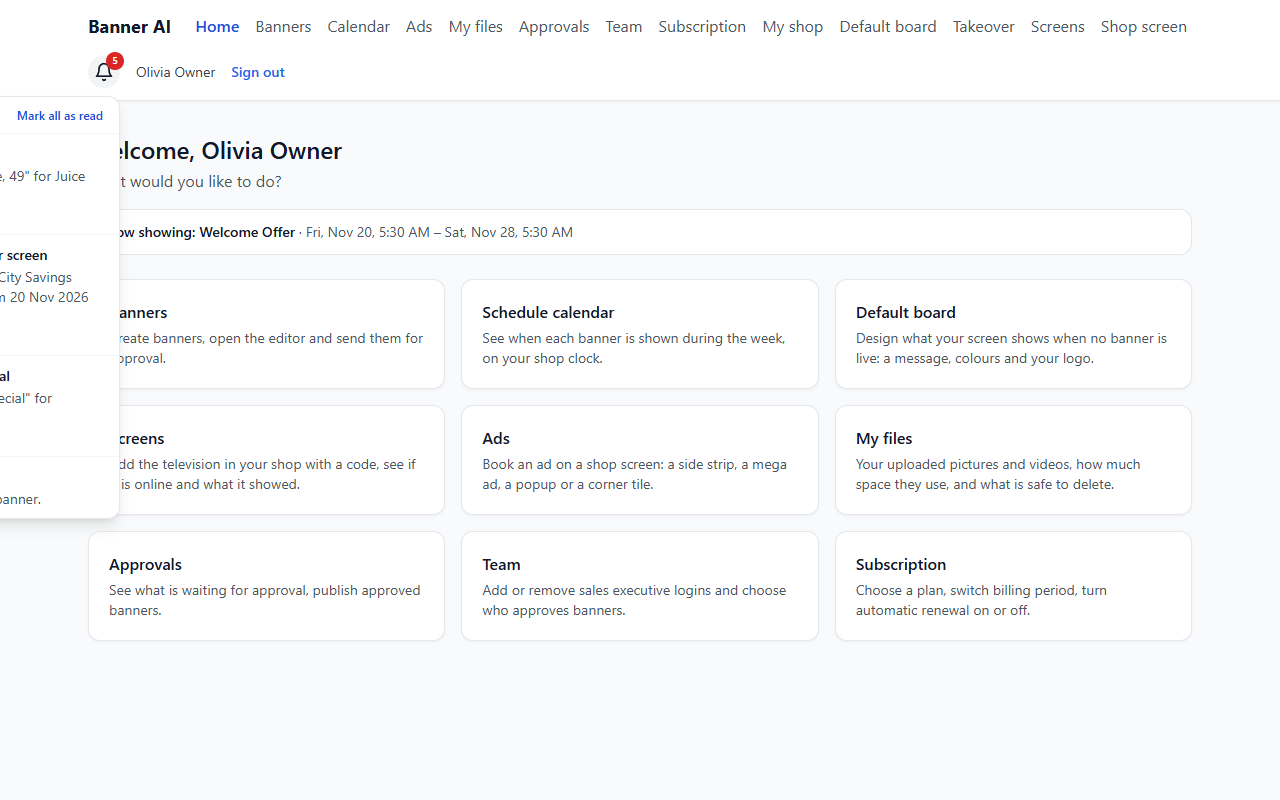 Banner AI Home Banners Calendar Ads My files Approvals Team Subscription My shop Default board Takeover Screens Shop screen
5
Olivia Owner Sign out
Mark all as read
elcome, Olivia Owner
, 49" for Juice
t would you like to do?
ow showing: Welcome Offer · Fri, Nov 20, 5:30 AM – Sat, Nov 28, 5:30 AM
r screen
City Savings
n 20 Nov 2026
anners
reate banners, open the editor and send them for
pproval.
Schedule calendar
See when each banner is shown during the week,
on your shop clock.
Default board
Design what your screen shows when no banner is
live: a message, colours and your logo.
al
ecial" for
creens
dd the television in your shop with a code, see if
is online and what it showed.
Ads
Book an ad on a shop screen: a side strip, a mega
ad, a popup or a corner tile.
My files
Your uploaded pictures and videos, how much
space they use, and what is safe to delete.
banner.
Approvals
See what is waiting for approval, publish approved
banners.
Team
Add or remove sales executive logins and choose
who approves banners.
Subscription
Choose a plan, switch billing period, turn
automatic renewal on or off.